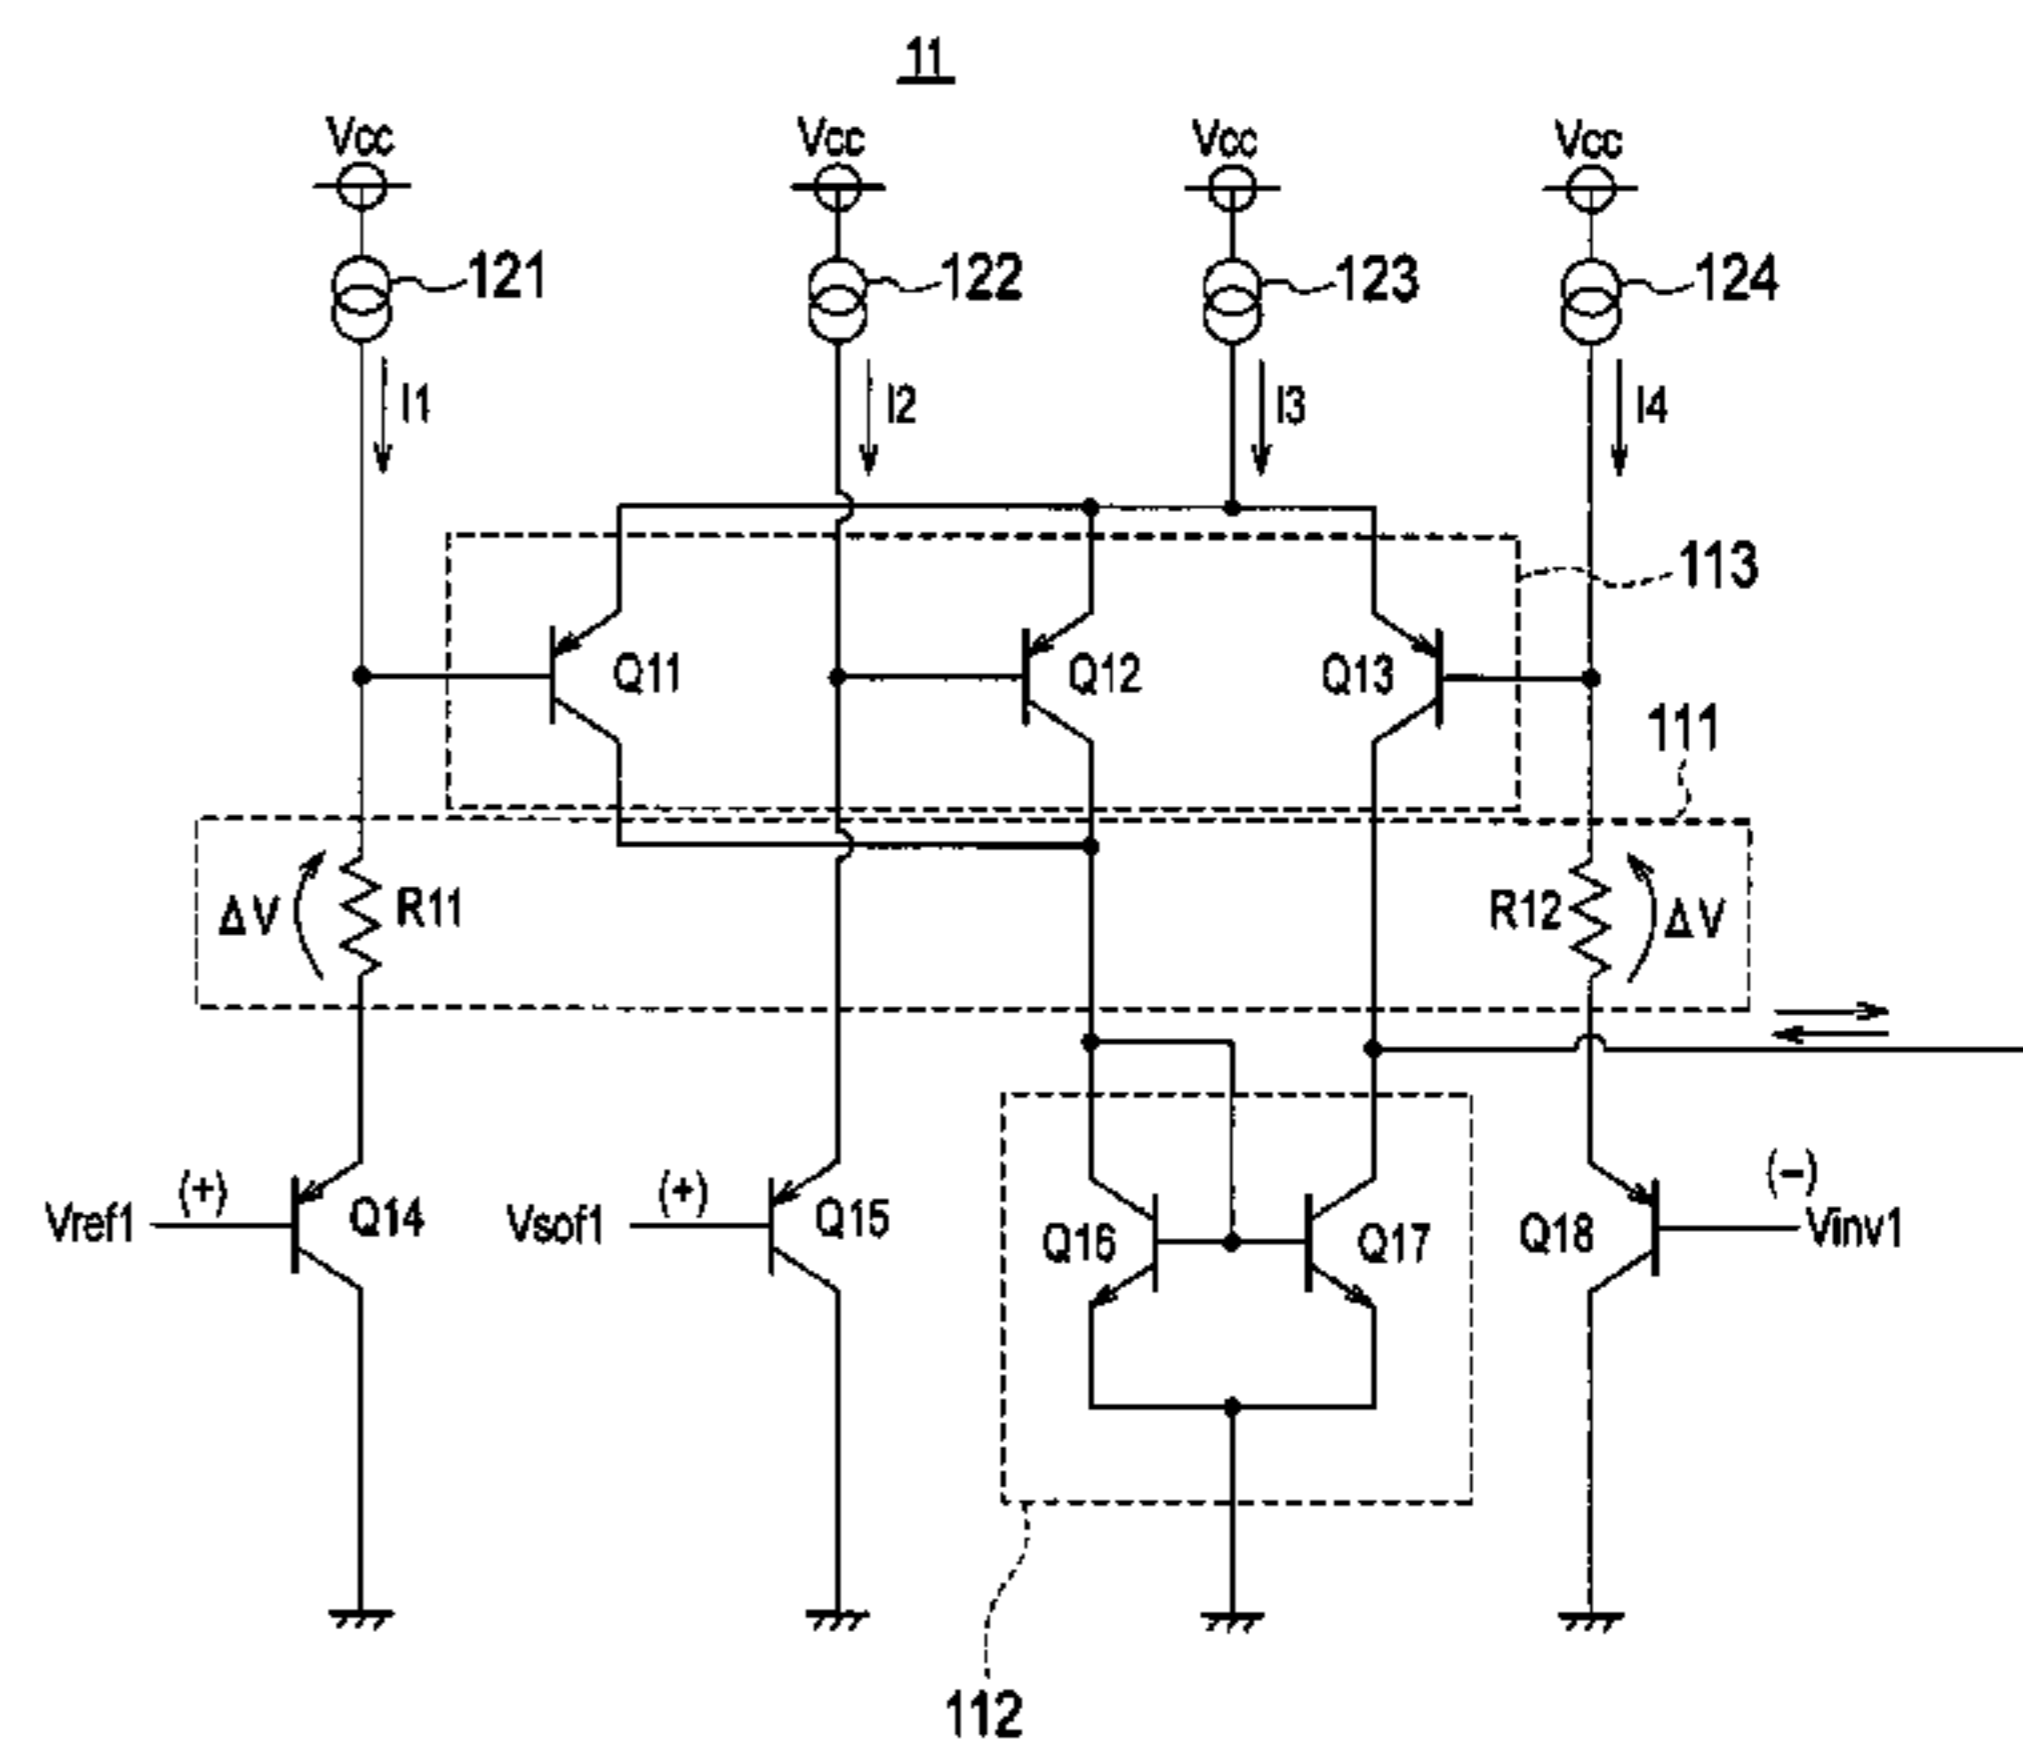 11
Vcc Vcc Vcc Vcc
121 122 123 124
I1 I2 I3 I4
113
Q11 Q12 Q13
111
ΔV R11 R12 ΔV
(+) (+) (−)
Vref1 Q14 Vsof1 Q15 Q16 Q17 Q18 Vinv1
112